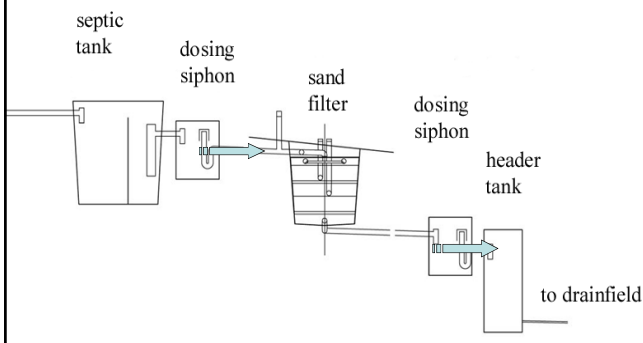 septic
tank
dosing
siphon
sand
filter
dosing
siphon
header
tank
to drainfield